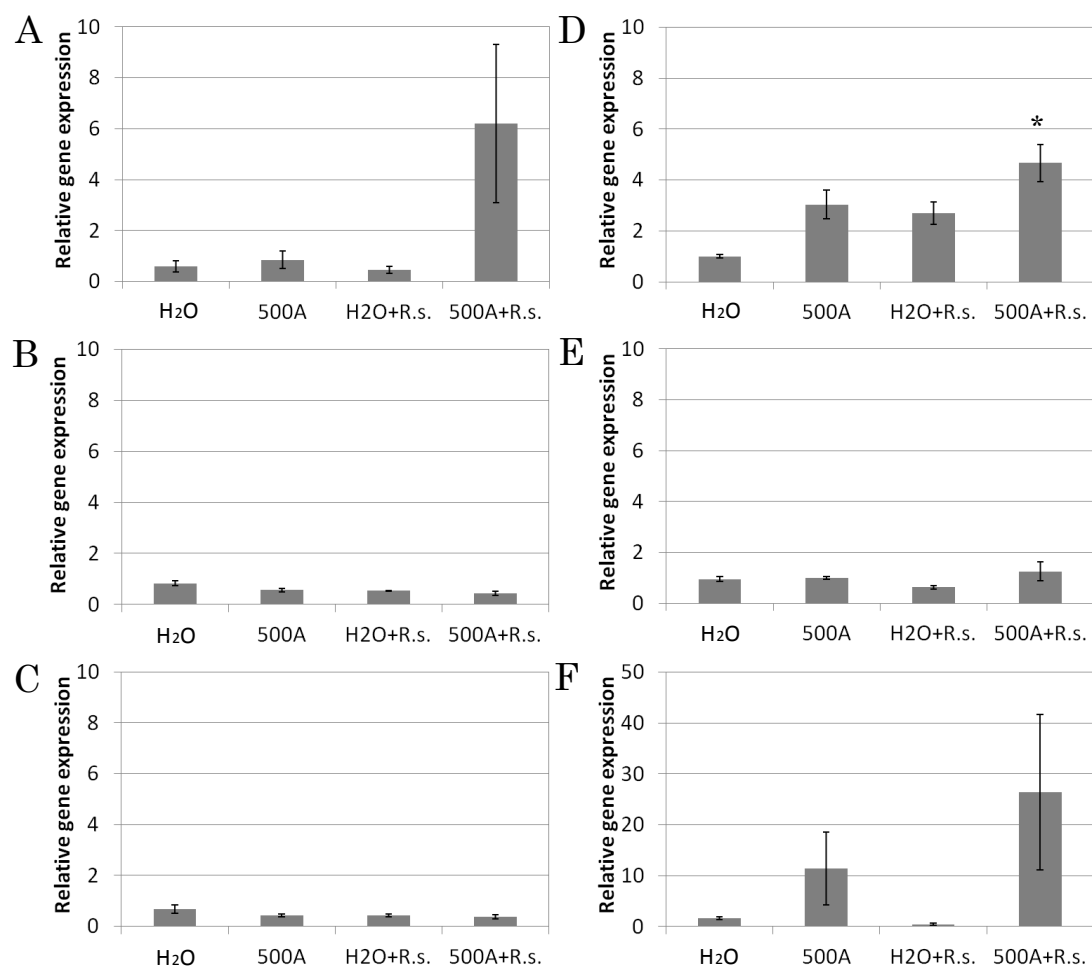 A
Relative gene expression
10
8
6
4
2
0
H₂O 500A H2O+R.s. 500A+R.s.
D
Relative gene expression
10
8
6
4
2
0
*
H₂O 500A H2O+R.s. 500A+R.s.
B
Relative gene expression
10
8
6
4
2
0
H₂O 500A H2O+R.s. 500A+R.s.
E
Relative gene expression
10
8
6
4
2
0
H₂O 500A H2O+R.s. 500A+R.s.
C
Relative gene expression
10
8
6
4
2
0
H₂O 500A H2O+R.s. 500A+R.s.
F
Relative gene expression
50
40
30
20
10
0
H₂O 500A H2O+R.s. 500A+R.s.